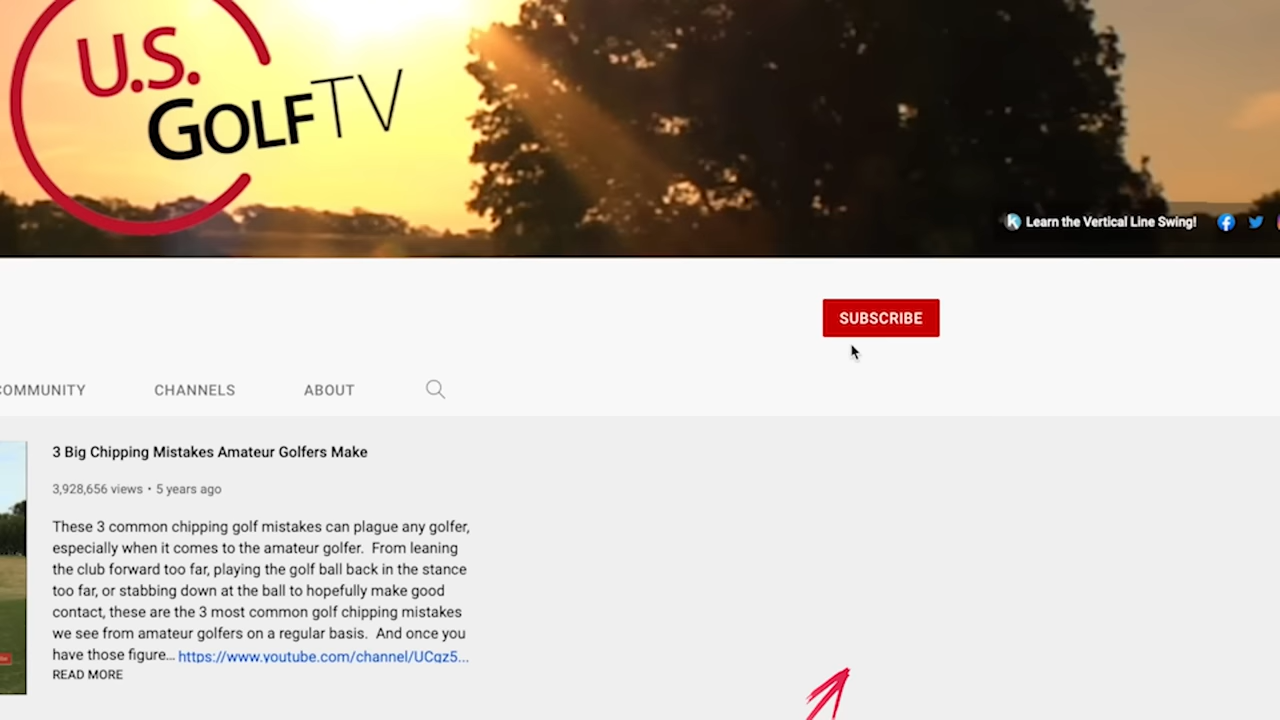 U.S.
GOLFTV
Learn the Vertical Line Swing!
SUBSCRIBE
COMMUNITY CHANNELS ABOUT
3 Big Chipping Mistakes Amateur Golfers Make
3,928,656 views • 5 years ago
These 3 common chipping golf mistakes can plague any golfer,
especially when it comes to the amateur golfer. From leaning
the club forward too far, playing the golf ball back in the stance
too far, or stabbing down at the ball to hopefully make good
contact, these are the 3 most common golf chipping mistakes
we see from amateur golfers on a regular basis. And once you
have those figure... https://www.youtube.com/channel/UCqz5...
READ MORE